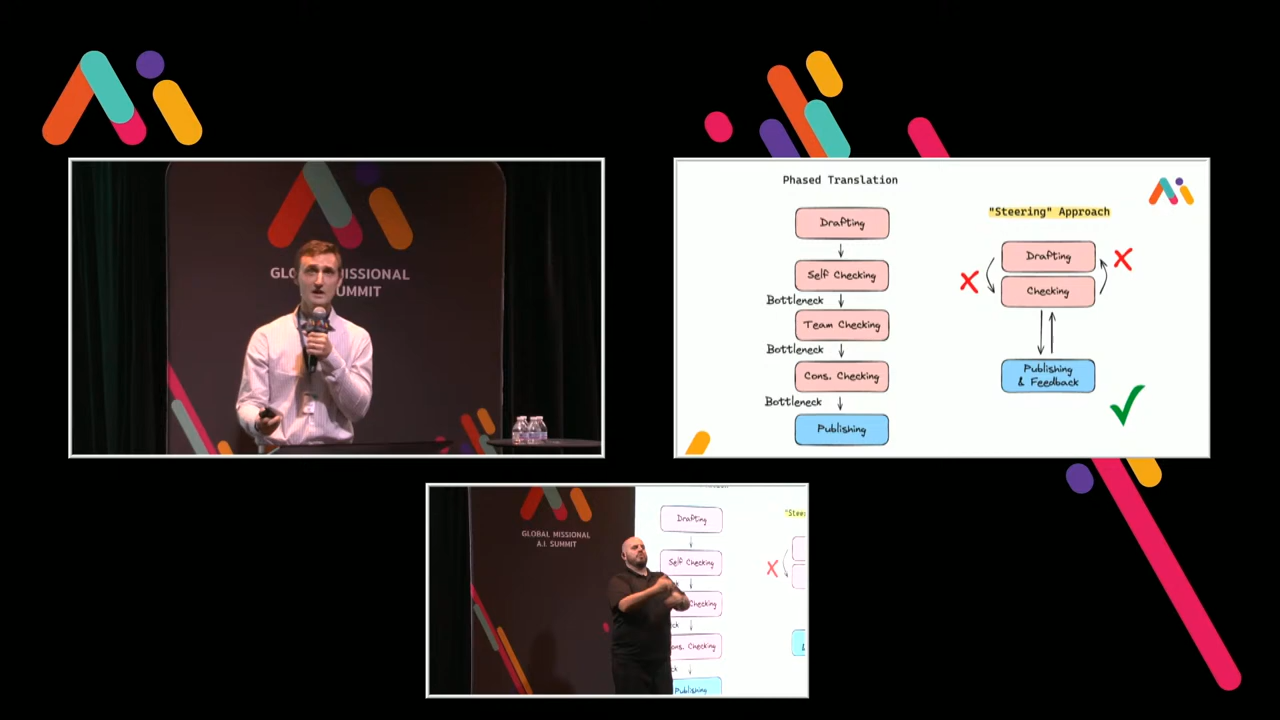 GLOBAL MISSIONAL
SUMMIT
Phased Translation
Drafting
Self Checking
Bottleneck
Team Checking
Bottleneck
Cons. Checking
Bottleneck
Publishing
"Steering" Approach
Drafting
Checking
Publishing
& Feedback
GLOBAL MISSIONAL
A.I. SUMMIT
Drafting
Self Checking
Checking
Checking
Publishing
"Stee